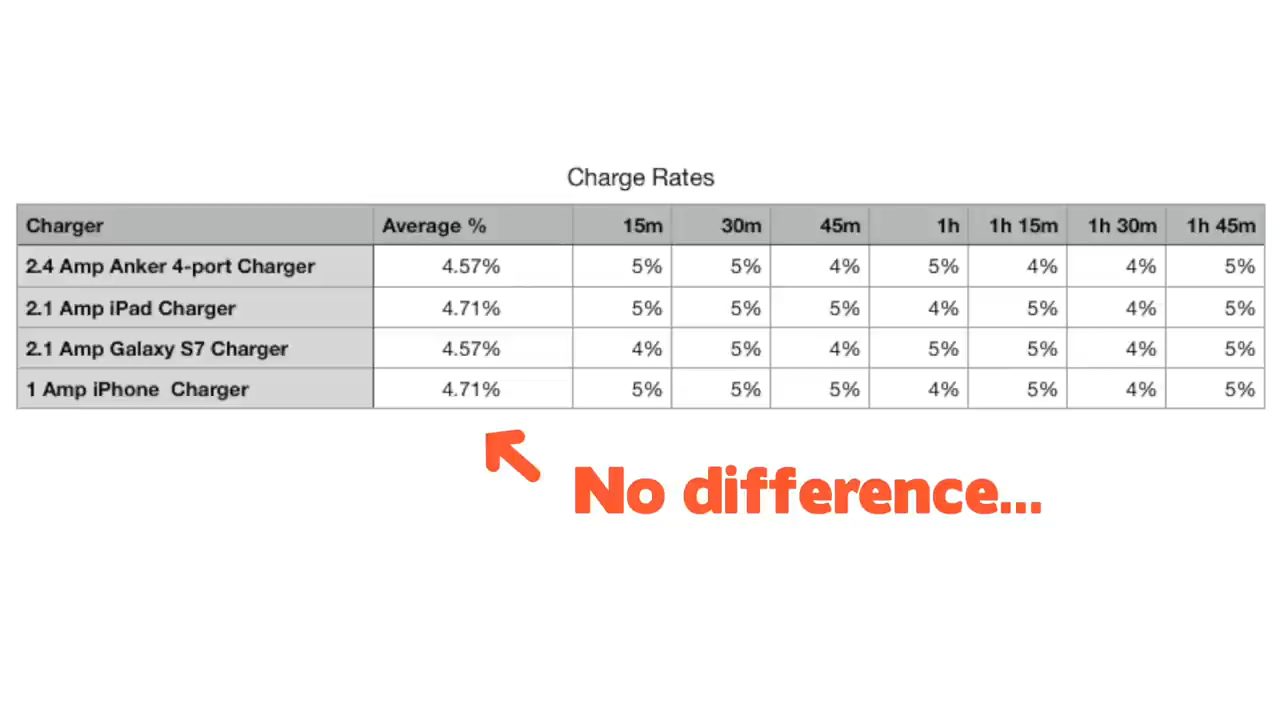 Charge Rates
Charger Average % 15m 30m 45m 1h 1h 15m 1h 30m 1h 45m
2.4 Amp Anker 4-port Charger 4.57% 5% 5% 4% 5% 4% 4% 5%
2.1 Amp iPad Charger 4.71% 5% 5% 5% 4% 5% 4% 5%
2.1 Amp Galaxy S7 Charger 4.57% 4% 5% 4% 5% 5% 4% 5%
1 Amp iPhone Charger 4.71% 5% 5% 5% 4% 5% 4% 5%
No difference...